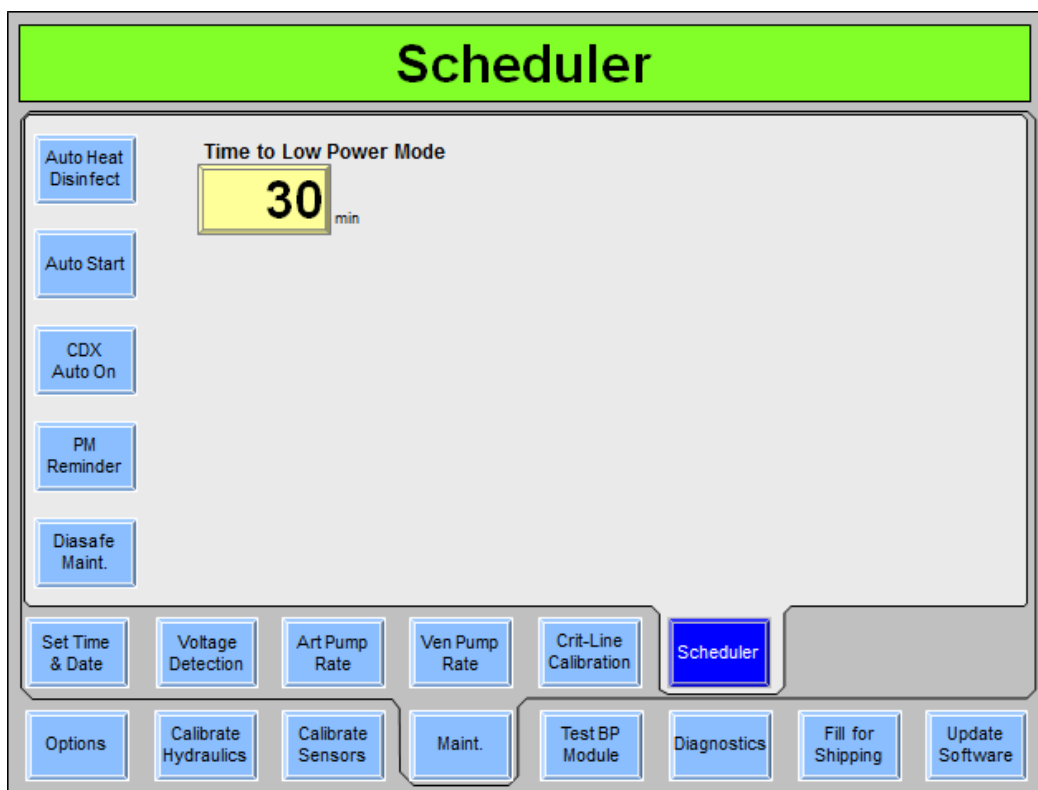 Scheduler
Auto Heat
Disinfect
Time to Low Power Mode
30 min
Auto Start
CDX
Auto On
PM
Reminder
Diasafe
Maint.
Set Time
& Date
Voltage
Detection
Art Pump
Rate
Ven Pump
Rate
Crit-Line
Calibration
Scheduler
Options
Calibrate
Hydraulics
Calibrate
Sensors
Maint.
Test BP
Module
Diagnostics
Fill for
Shipping
Update
Software